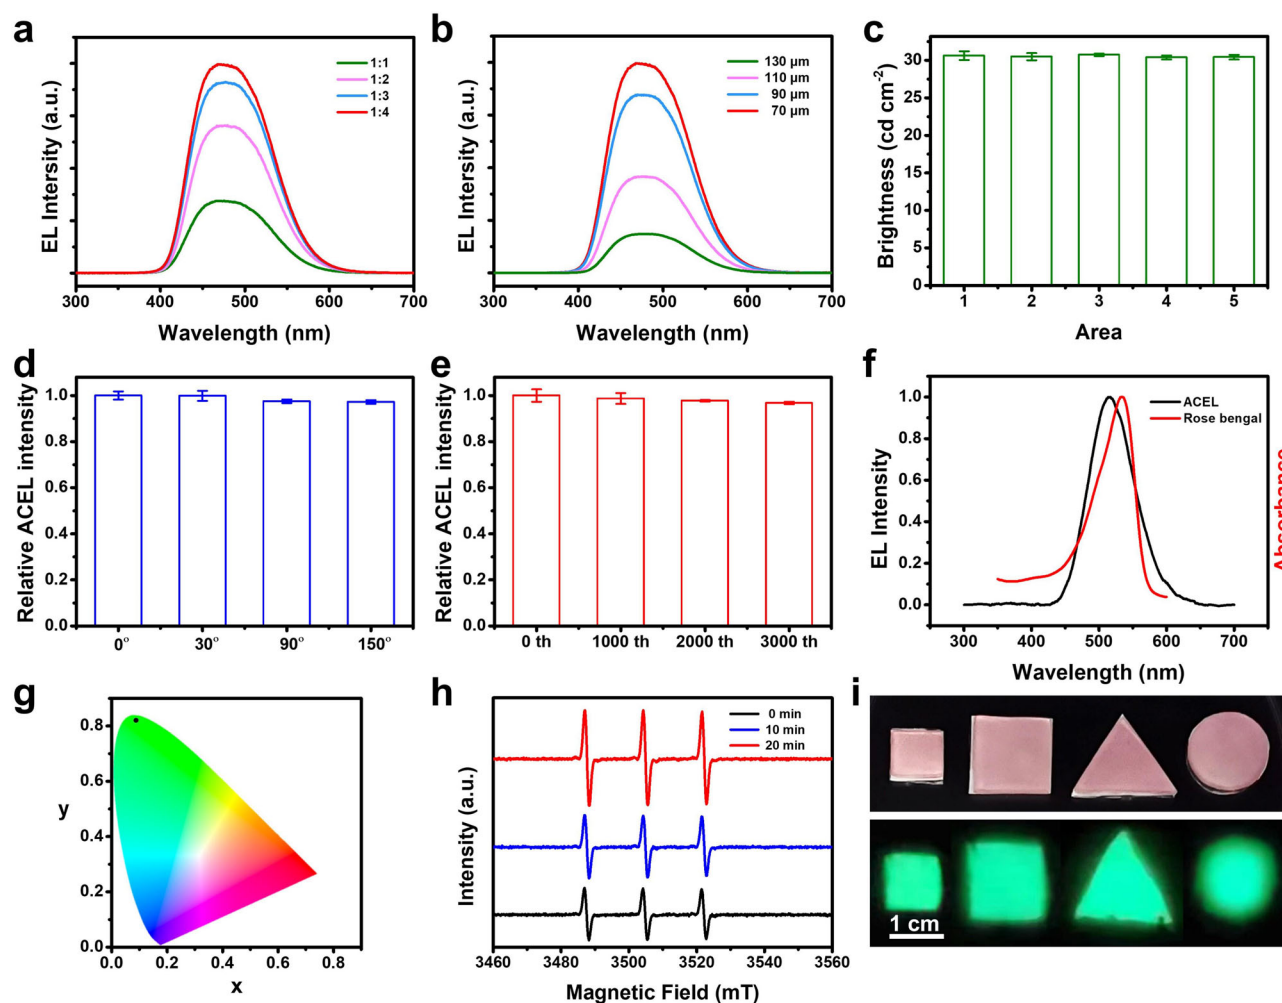 a
EL Intersity (a.u.)
1:1
1:2
1:3
1:4
300 400 500 600 700
Wavelength (nm)
b
EL Intersity (a.u.)
130 μm
110 μm
90 μm
70 μm
300 400 500 600 700
Wavelength (nm)
c
Brightness (cd cm-2)
30
25
20
15
10
5
0
1 2 3 4 5
Area
d
Relative ACEL intensity
1.0
0.8
0.6
0.4
0.2
0.0
0° 30° 90° 150°
e
Relative ACEL intensity
1.0
0.8
0.6
0.4
0.2
0.0
0 th 1000 th 2000 th 3000 th
f
EL Intensity
1.0
0.8
0.6
0.4
0.2
0.0
ACEL
Rose bengal
Absorbance
300 400 500 600 700
Wavelength (nm)
g
y
0.8
0.6
0.4
0.2
0.0
0.0 0.2 0.4 0.6 0.8
x
h
Intensity (a.u.)
0 min
10 min
20 min
3460 3480 3500 3520 3540 3560
Magnetic Field (mT)
i
1 cm